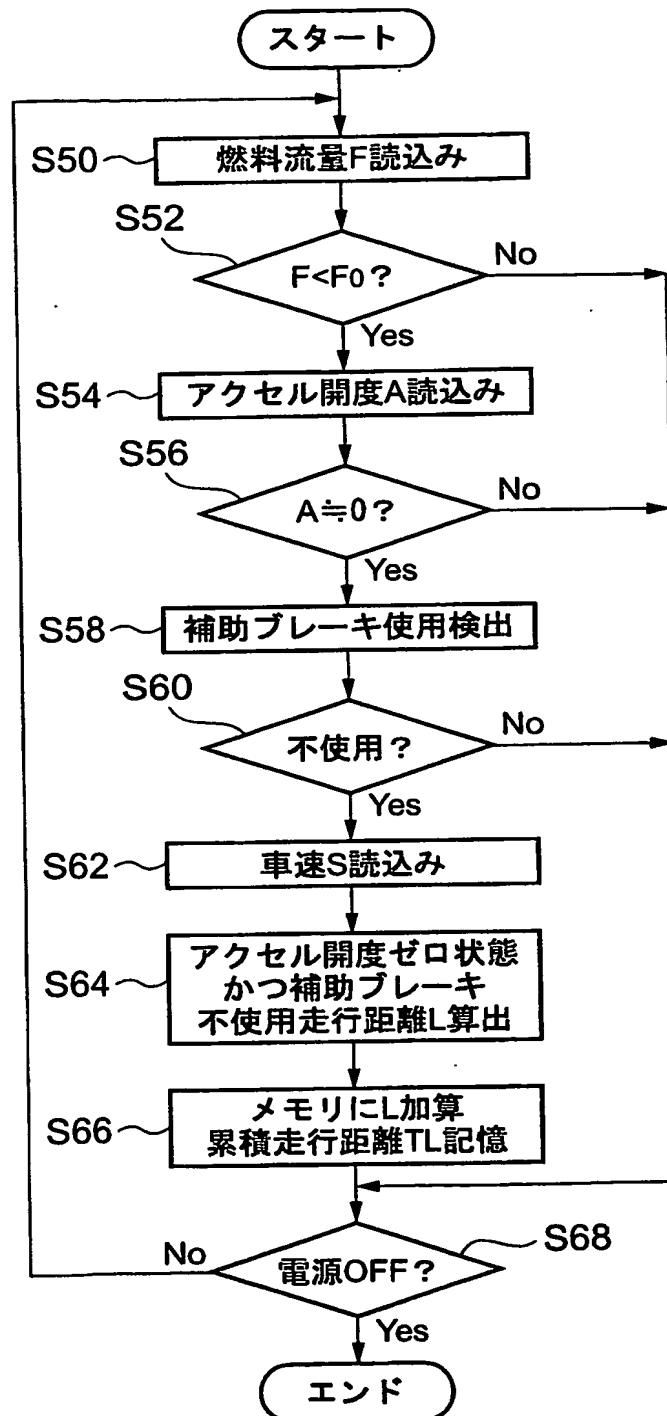 スタート
S50
燃料流量F読込み
S52
F<F0?
No
Yes
S54
アクセル開度A読込み
S56
A≒0?
No
Yes
S58
補助ブレーキ使用検出
S60
不使用?
No
Yes
S62
車速S読込み
S64
アクセル開度ゼロ状態
かつ補助ブレーキ
不使用走行距離L算出
S66
メモリにL加算
累積走行距離TL記憶
S68
No
電源OFF?
Yes
エンド